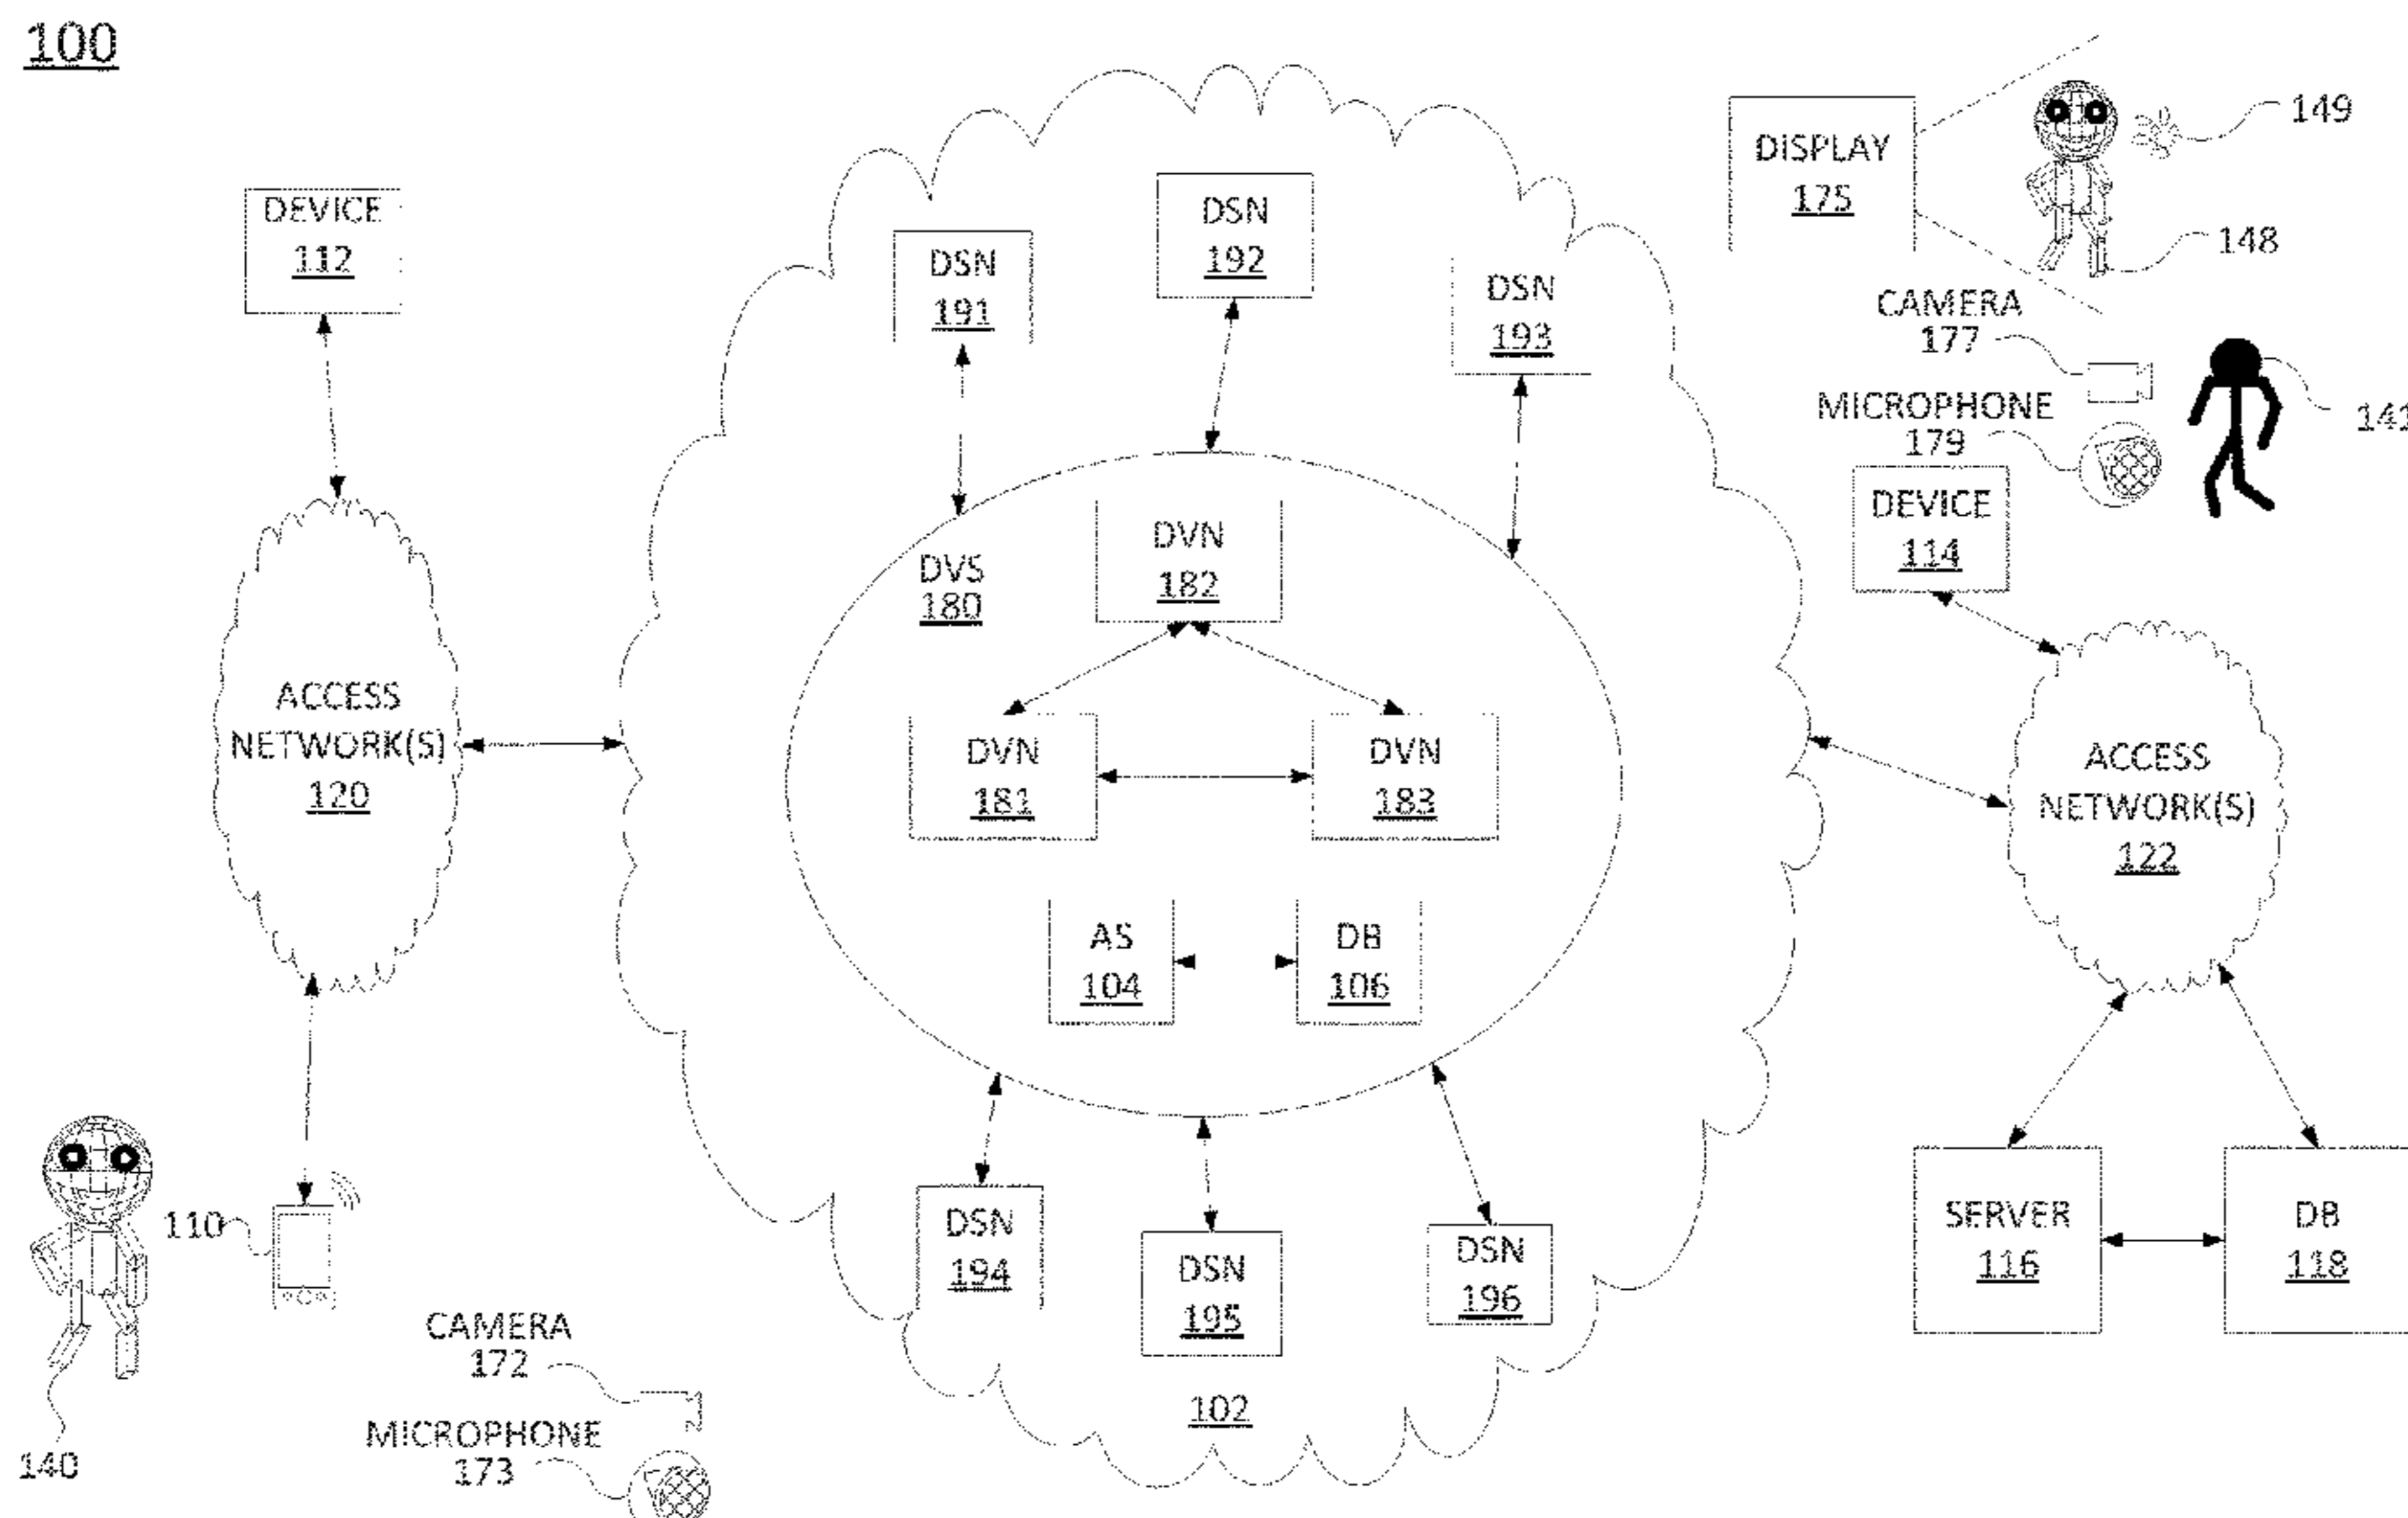 100
DEVICE
112
ACCESS
NETWORK(S)
120
110
140
CAMERA
172
MICROPHONE
173
DSN
191
DSN
192
DSN
193
DVS
180
DVN
182
DVN
181
DVN
183
AS
104
DB
106
DSN
194
DSN
195
DSN
196
102
DISPLAY
175
149
148
CAMERA
177
MICROPHONE
179
141
DEVICE
114
ACCESS
NETWORK(S)
122
SERVER
116
DB
118